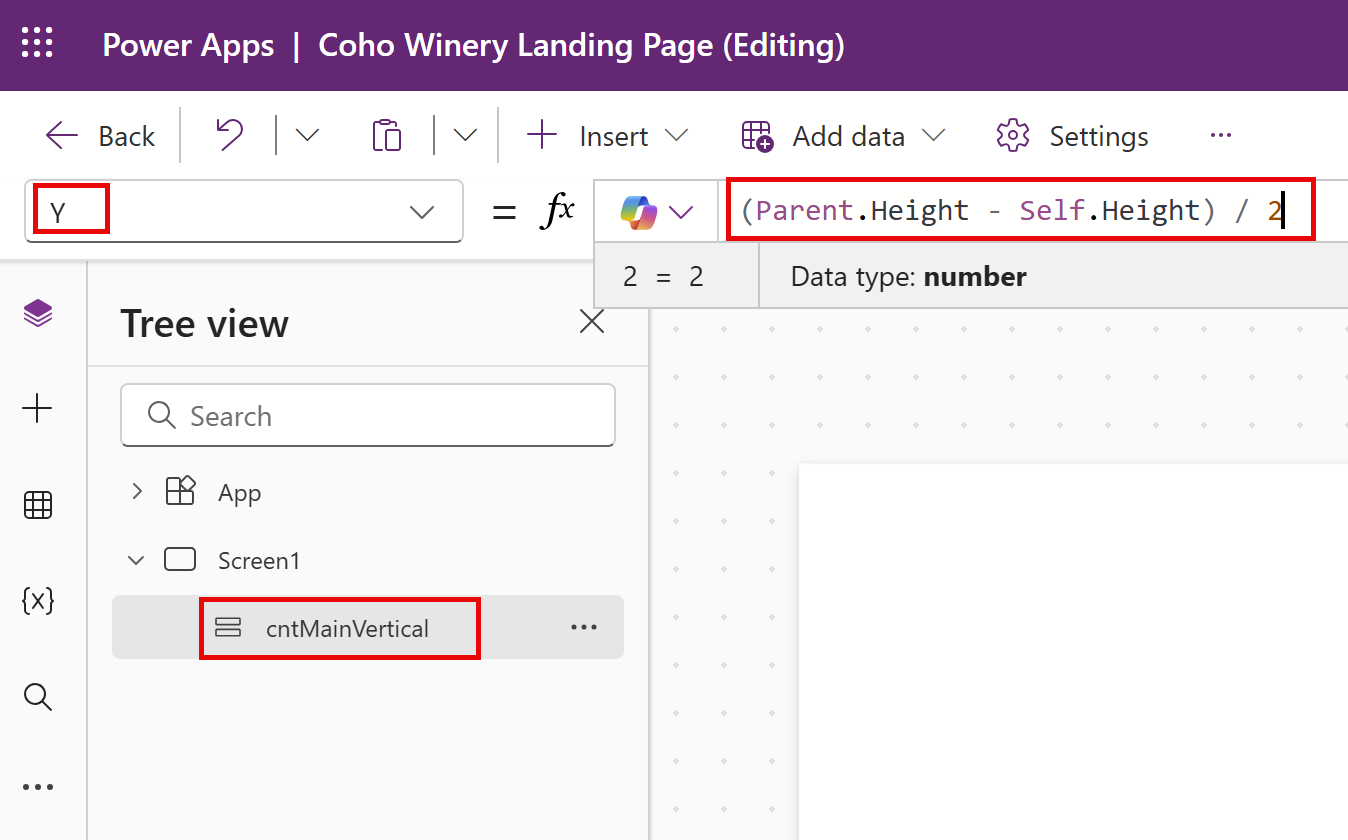 Power Apps | Coho Winery Landing Page (Editing)
Back Insert Add data Settings ...
Y = fx (Parent.Height - Self.Height) / 2
2 = 2 Data type: number
Tree view
Search
App
Screen1
cntMainVertical ...